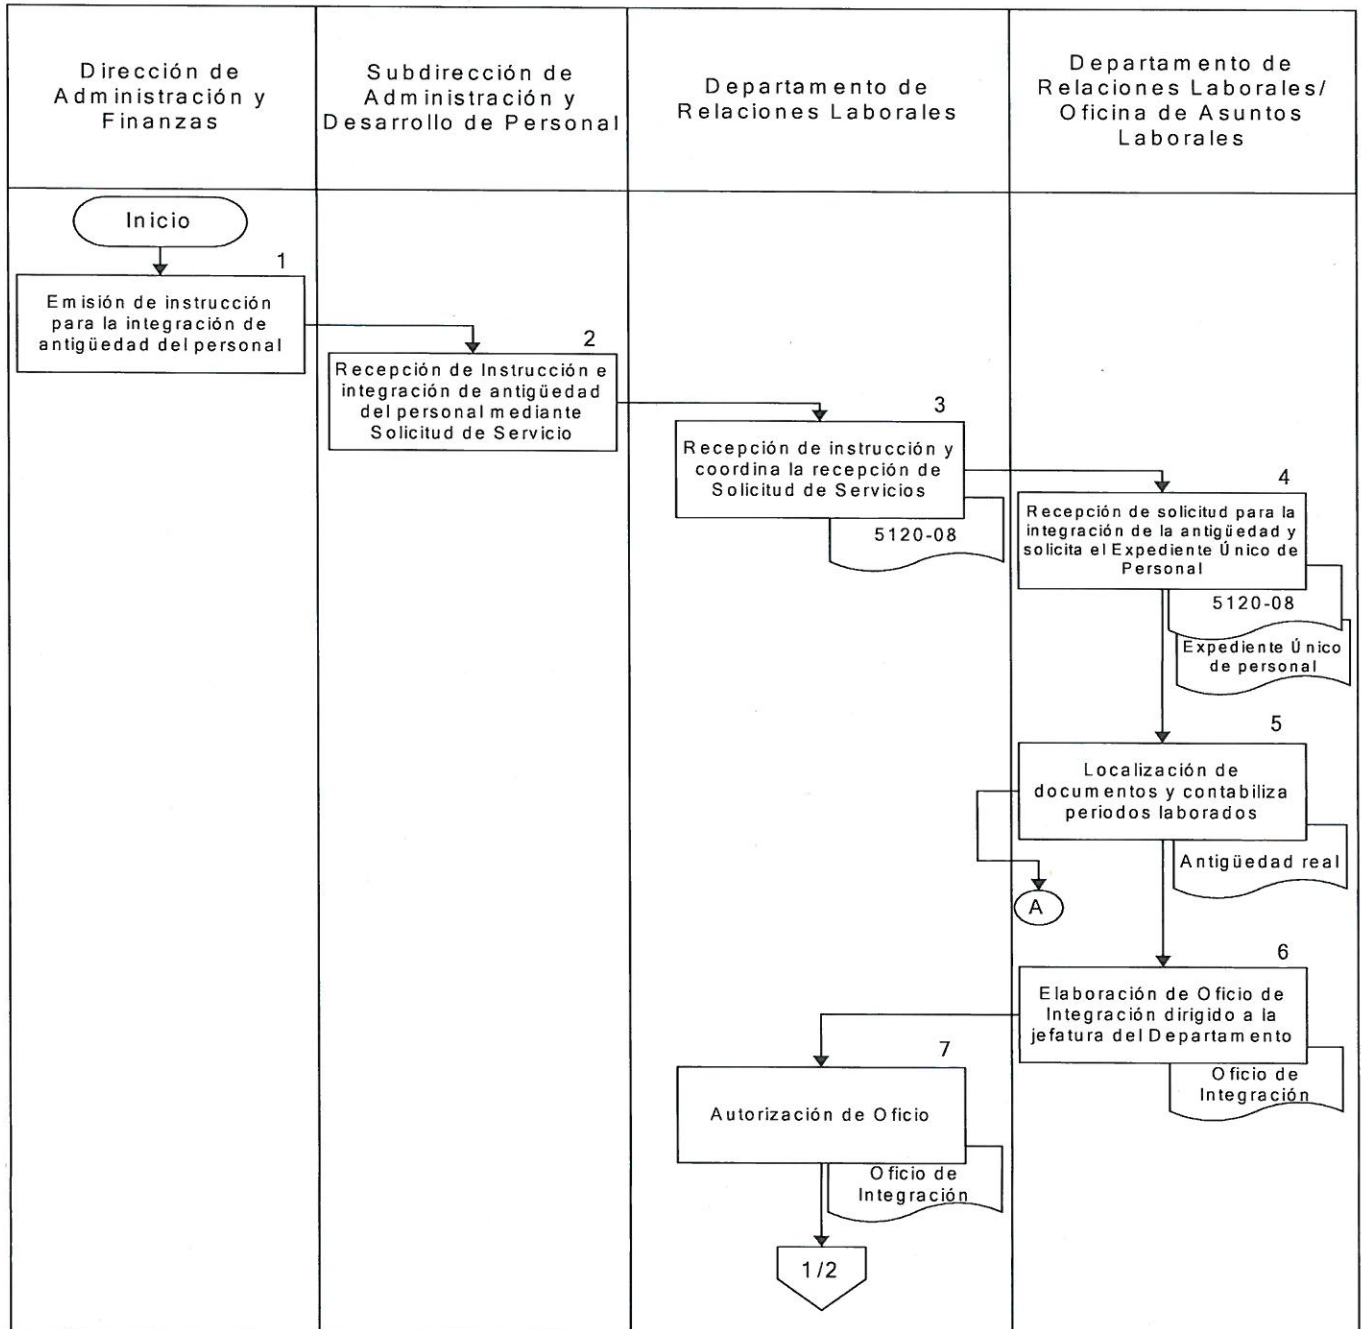 Dirección de
Administración y
Finanzas
Subdirección de
Administración y
Desarrollo de Personal
Departamento de
Relaciones Laborales
Departamento de
Relaciones Laborales/
Oficina de Asuntos
Laborales
Inicio
1
Emisión de instrucción
para la integración de
antigüedad del personal
2
Recepción de Instrucción e
integración de antigüedad
del personal mediante
Solicitud de Servicio
3
Recepción de instrucción y
coordina la recepción de
Solicitud de Servicios
5120-08
4
Recepción de solicitud para la
integración de la antigüedad y
solicita el Expediente Único de
Personal
5120-08
Expediente Único
de personal
5
Localización de
documentos y contabiliza
periodos laborados
Antigüedad real
A
6
Elaboración de Oficio de
Integración dirigido a la
jefatura del Departamento
Oficio de
Integración
7
Autorización de Oficio
Oficio de
Integración
1/2